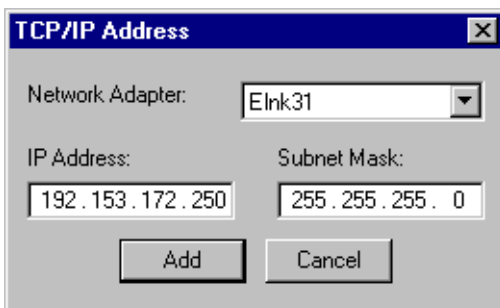 TCP/IP Address
Network Adapter: Elnk31
IP Address: Subnet Mask:
192 . 153 . 172 . 250 255 . 255 . 255 . 0
Add Cancel